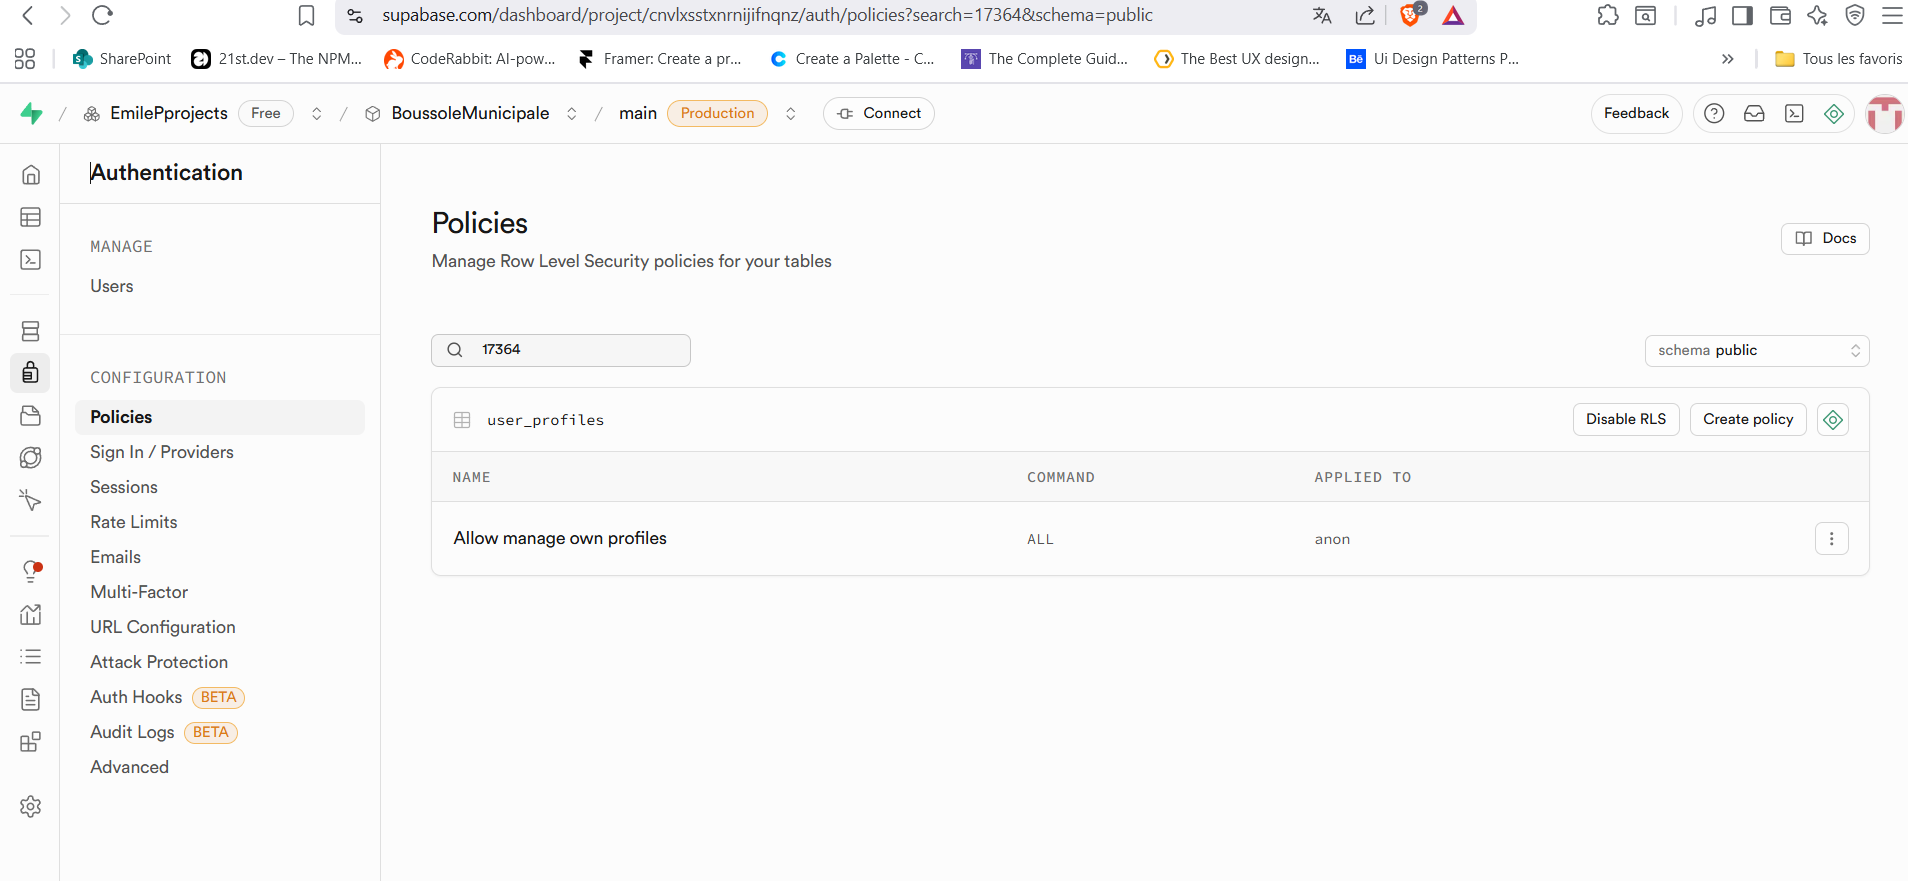 supabase.com/dashboard/project/cnvlxsstxnrnijifnqnz/auth/policies?search=17364&schema=public
2
SharePoint
21st.dev – The NPM...
CodeRabbit: AI-pow...
Framer: Create a pr...
Create a Palette - C...
The Complete Guid...
The Best UX design...
Bē
Ui Design Patterns P...
»
Tous les favoris
/
EmilePprojects
Free
/
BoussoleMunicipale
/
main
Production
Connect
Feedback
Authentication
MANAGE
Users
CONFIGURATION
Policies
Sign In / Providers
Sessions
Rate Limits
Emails
Multi-Factor
URL Configuration
Attack Protection
Auth Hooks BETA
Audit Logs BETA
Advanced
Policies
Manage Row Level Security policies for your tables
Docs
17364
schema public
user_profiles
Disable RLS
Create policy
NAME COMMAND APPLIED TO
Allow manage own profiles ALL anon